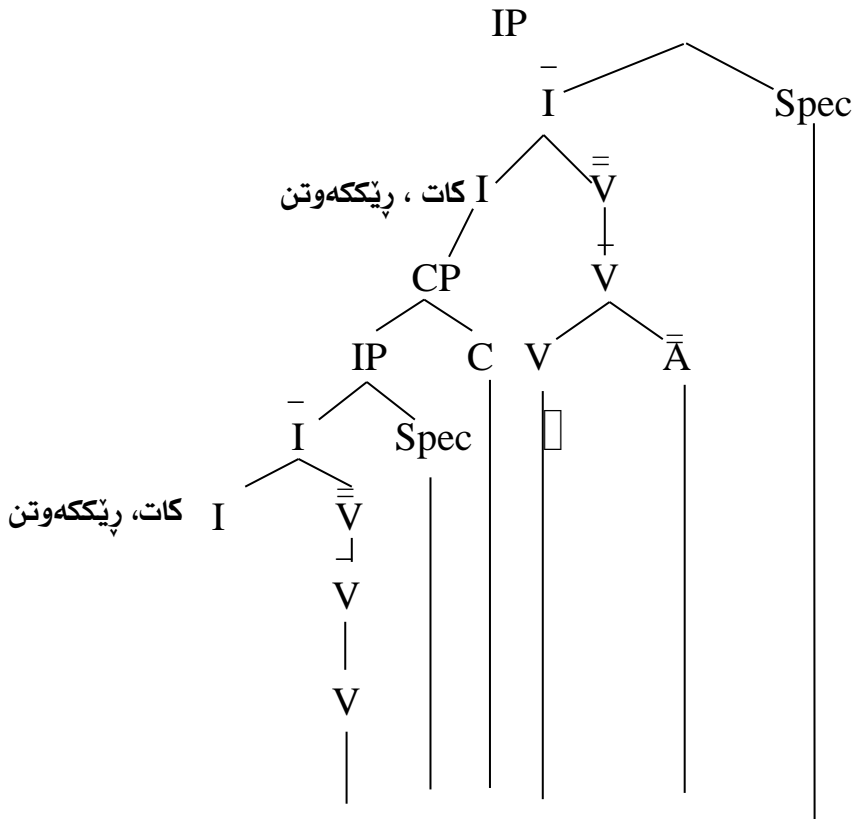 IP
Ī Spec
کات ، ڕێککەوتن I V̿
CP V̄
IP C V A̿
Ī Spec
کات، ڕێککەوتن I V̿
V̄
V